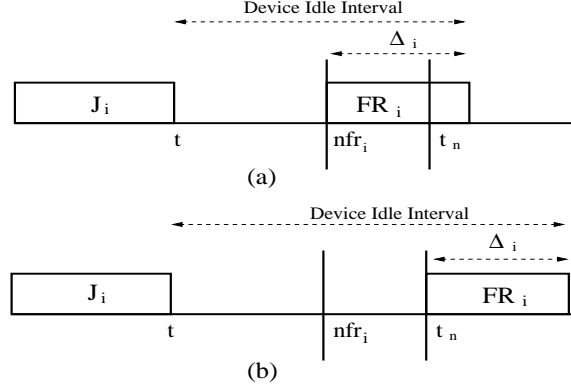 Device Idle Interval
Δ i
J i FR i
t nfr i t n
(a)
Device Idle Interval
Δ i
J i FR i
t nfr i t n
(b)